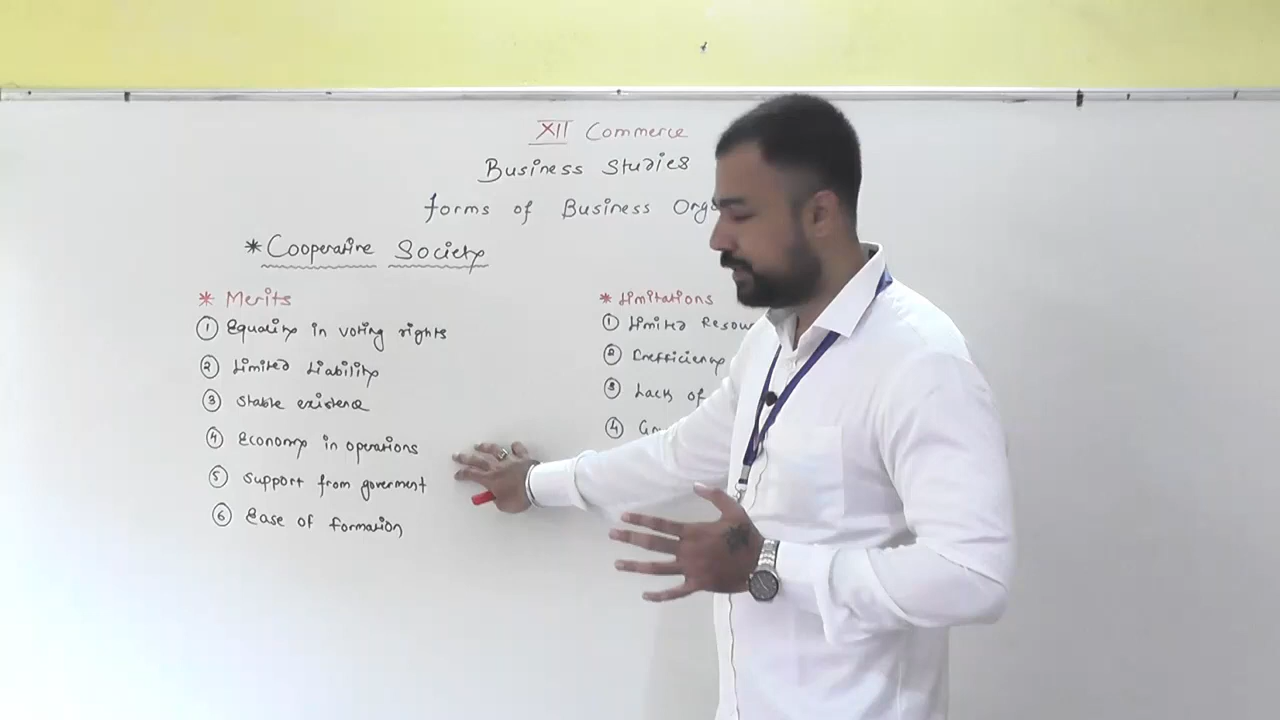 XII Commerce
Business Studies
forms of Business Orga
* Cooperative Society
* Merits
① Equality in voting rights
② Limited Liability
③ Stable existence
④ Economy in operations
⑤ Support from goverment
⑥ Ease of formation
* Limitations
① Limited Resou
② Inefficiency
③ Lack of
④